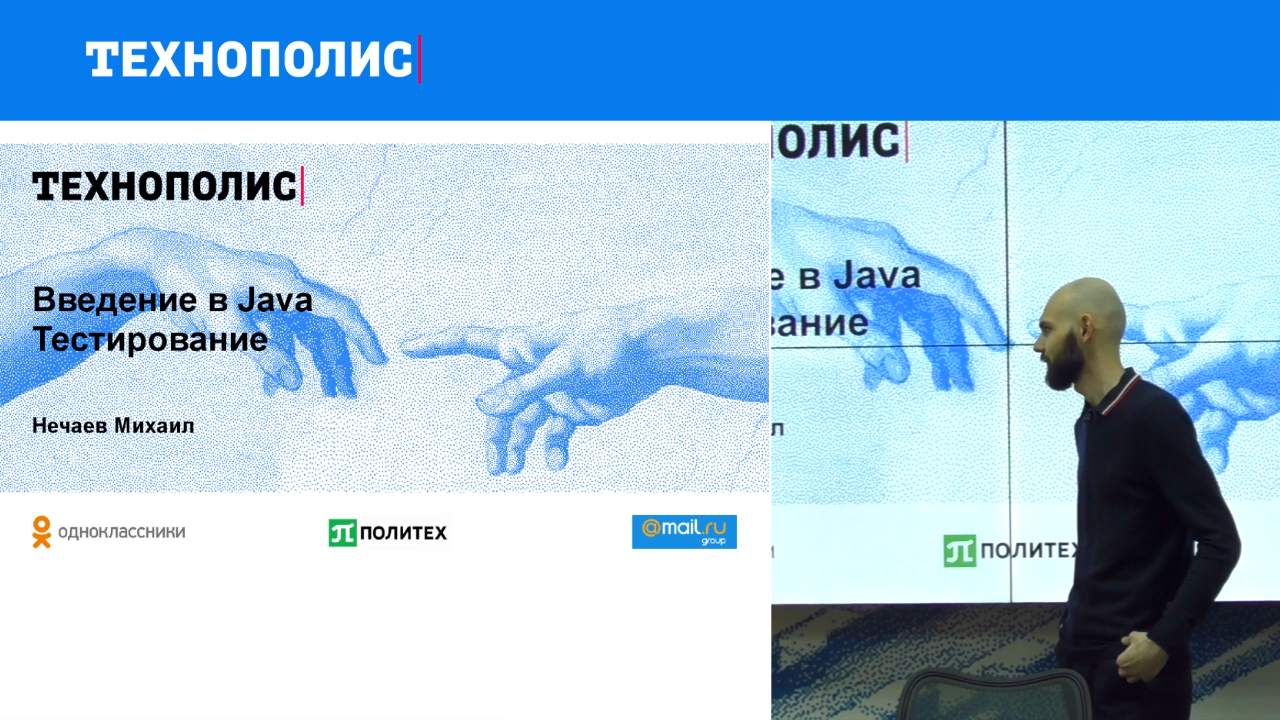 ТЕХНОПОЛИС
ТЕХНОПОЛИС
Введение в Java
Тестирование
Нечаев Михаил
одноклассники
ПОЛИТЕХ
@mail.ru
group
ОЛИС
е в Java
вание
л
ПОЛИТЕХ